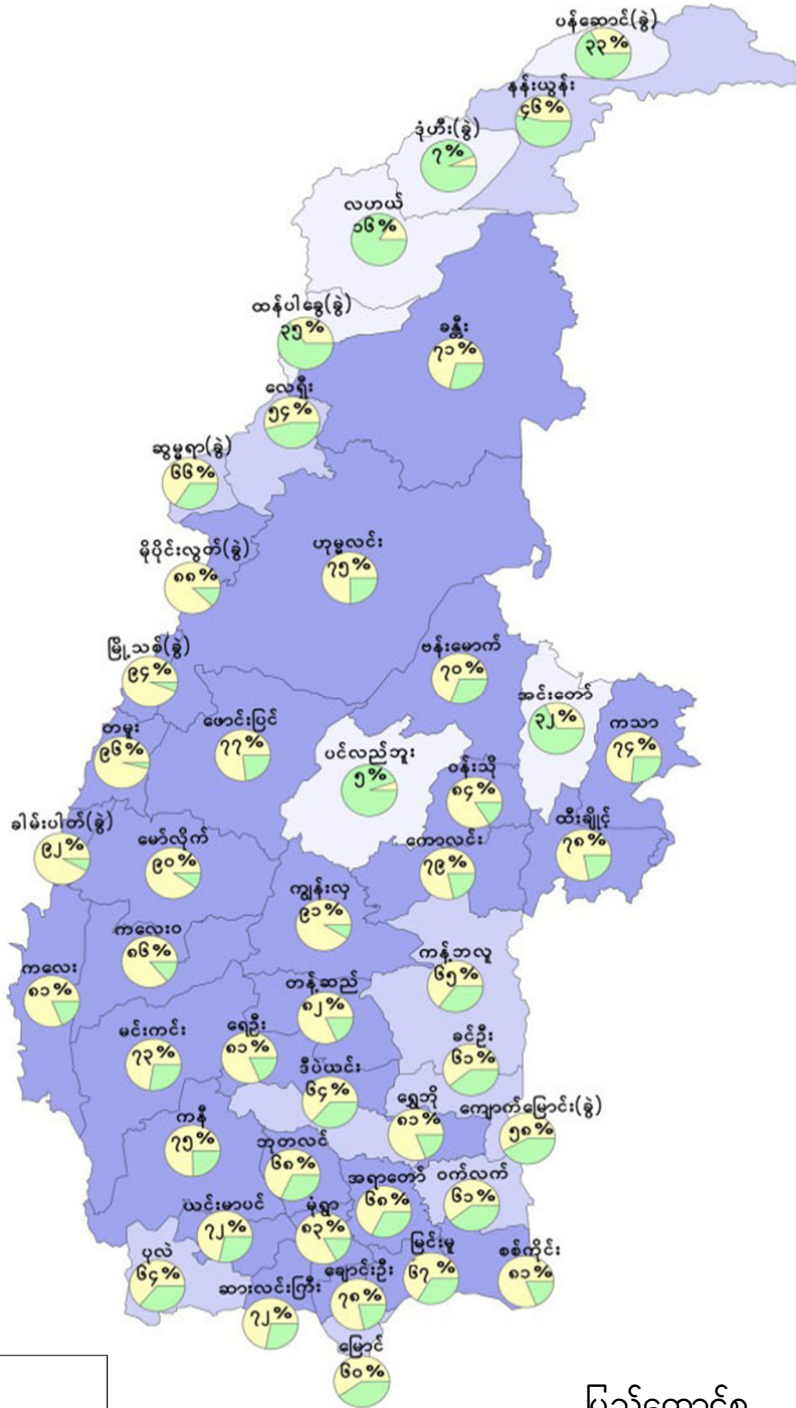 ပန်ဆောင်(ခွဲ)
၃၃%
နန်းယွန်း
၄၆%
ဒုံဟီး(ခွဲ)
၇%
လဟယ်
၁၆%
ထန်ပါခွေ(ခွဲ)
၃၅%
ခန္တီး
၇၁%
လေရှီး
၅၄%
ဆွမ္မရာ(ခွဲ)
၆၆%
မိုပိုင်းလွတ်(ခွဲ)
၈၈%
ဟုမ္မလင်း
၇၅%
မြို့သစ်(ခွဲ)
၉၄%
ဗန်းမောက်
၇၀%
အင်းတော်
၃၂%
ကသာ
၇၄%
တမူး
၉၆%
ဖောင်းပြင်
၇၇%
ပင်လည်ဘူး
၅%
ဝန်းသို
၈၄%
ထီးချိုင့်
၇၈%
ခါမ်းပါတ်(ခွဲ)
၉၂%
မော်လိုက်
၉၀%
ကောလင်း
၇၉%
ကျွန်းလှ
၉၁%
ကလေးဝ
၈၆%
ကန့်ဘလူ
၆၅%
ကလေး
၈၁%
တန့်ဆည်
၈၂%
မင်းကင်း
၇၃%
ရေဦး
၈၁%
ခင်ဦး
၆၁%
ဒီပဲယင်း
၆၄%
ရွှေဘို
၈၁%
ကျောက်မြောင်း(ခွဲ)
၅၈%
ကနီ
၇၅%
ဘုတလင်
၆၈%
အရာတော်
၆၈%
ဝက်လက်
၆၁%
ယင်းမာပင်
၇၂%
မုံရွာ
၈၃%
မြင်းမူ
၆၇%
စစ်ကိုင်း
၈၁%
ပုလဲ
၆၄%
ဆားလင်းကြီး
၇၂%
ချောင်းဦး
၇၈%
မြောင်
၆၀%